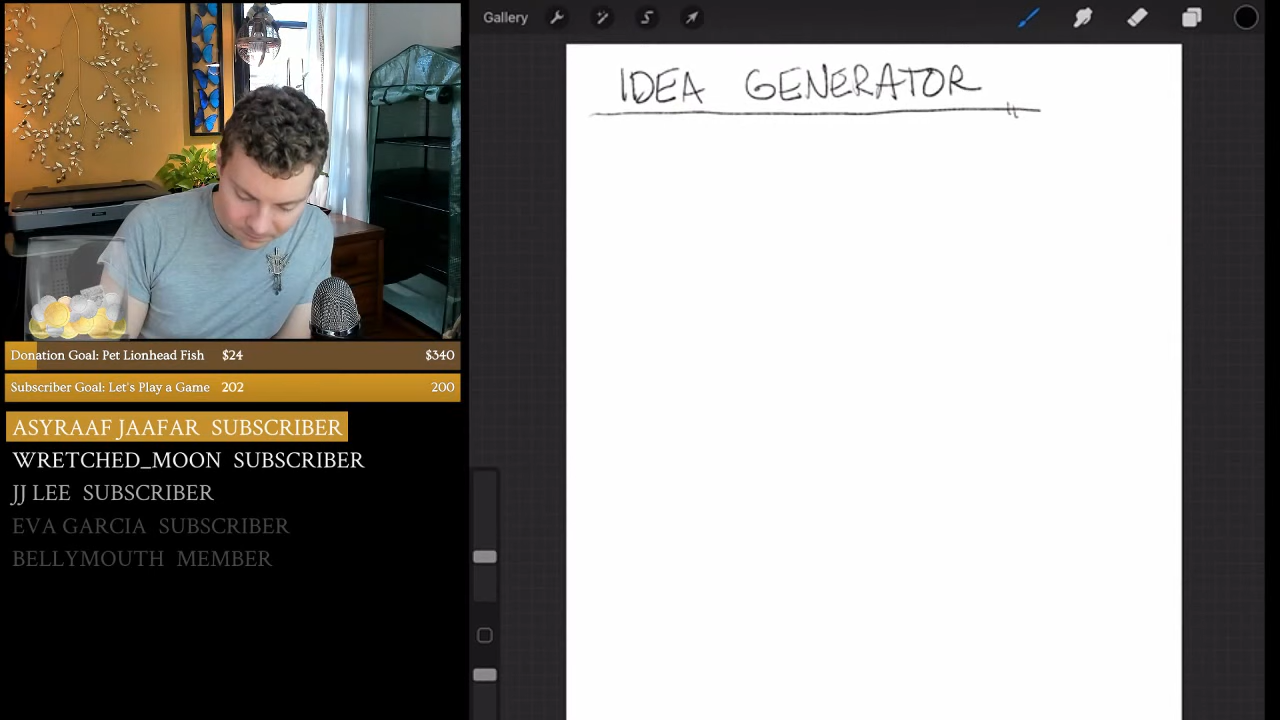 Gallery
IDEA GENERATOR
Donation Goal: Pet Lionhead Fish $24 $340
Subscriber Goal: Let's Play a Game 202 200
ASYRAAF JAAFAR SUBSCRIBER
WRETCHED_MOON SUBSCRIBER
JJ LEE SUBSCRIBER
EVA GARCIA SUBSCRIBER
BELLYMOUTH MEMBER